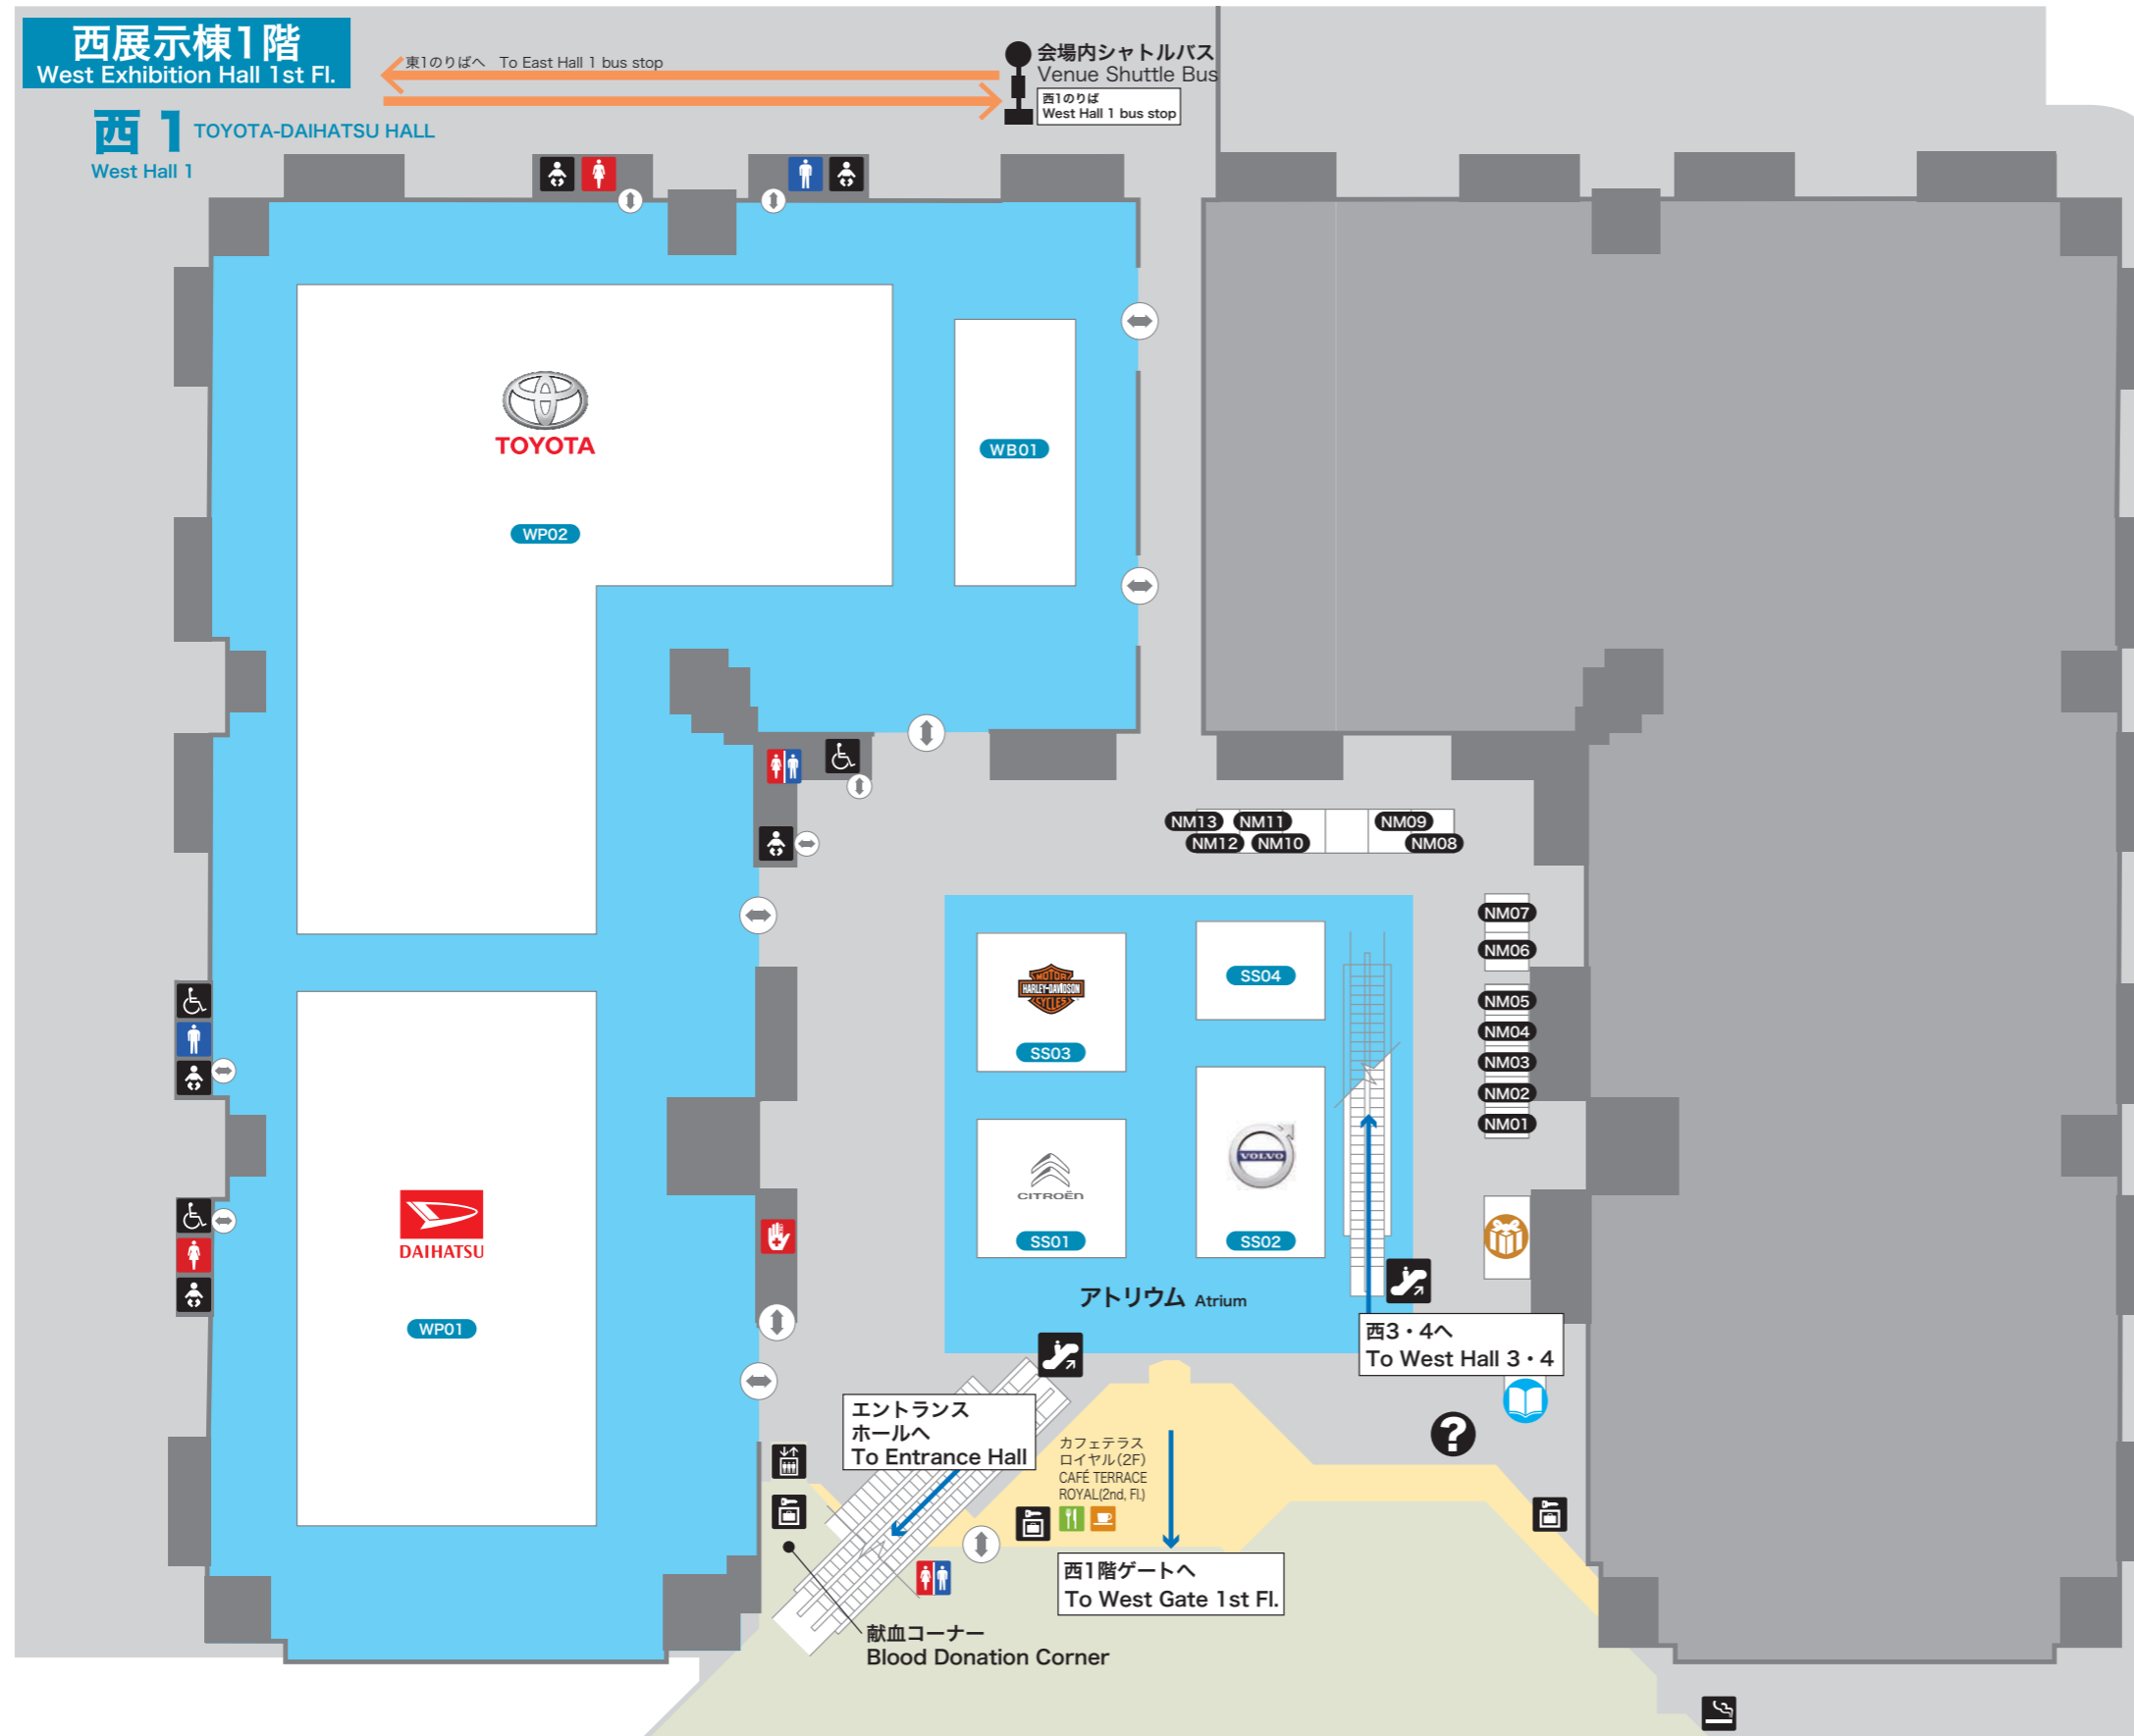 西展示棟1階
West Exhibition Hall 1st Fl.
東1のりばへ To East Hall 1 bus stop
会場内シャトルバス
Venue Shuttle Bus
西1のりば
West Hall 1 bus stop
西1 TOYOTA-DAIHATSU HALL
West Hall 1
TOYOTA
WP02
WB01
NM13
NM11
NM09
NM12
NM10
NM08
NM07
NM06
NM05
NM04
NM03
NM02
NM01
MOTOR
HARLEY-DAVIDSON
CYCLES
SS03
SS04
CITROËN
SS01
VOLVO
SS02
アトリウム Atrium
DAIHATSU
WP01
西3・4へ
To West Hall 3・4
エントランス
ホールへ
To Entrance Hall
カフェテラス
ロイヤル(2F)
CAFÉ TERRACE
ROYAL(2nd, Fl.)
?
西1階ゲートへ
To West Gate 1st Fl.
献血コーナー
Blood Donation Corner